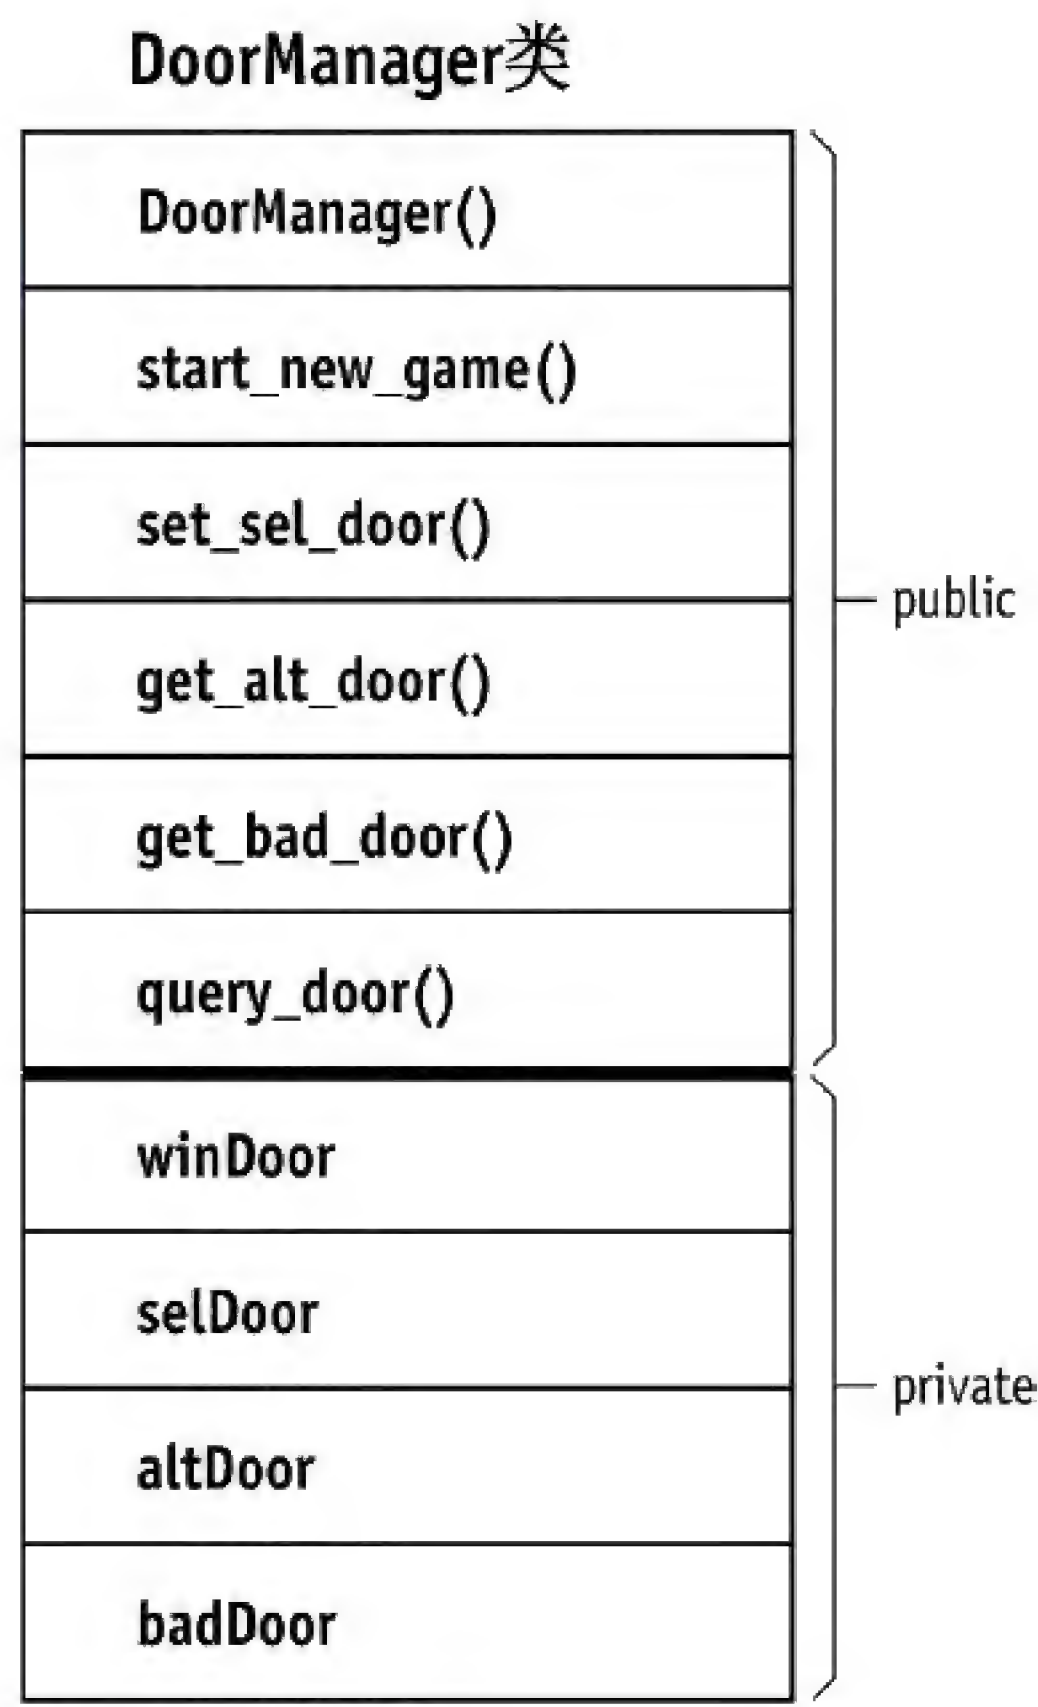 DoorManager类
DoorManager()
start_new_game()
set_sel_door()
get_alt_door()
get_bad_door()
query_door()
public
winDoor
selDoor
altDoor
badDoor
private